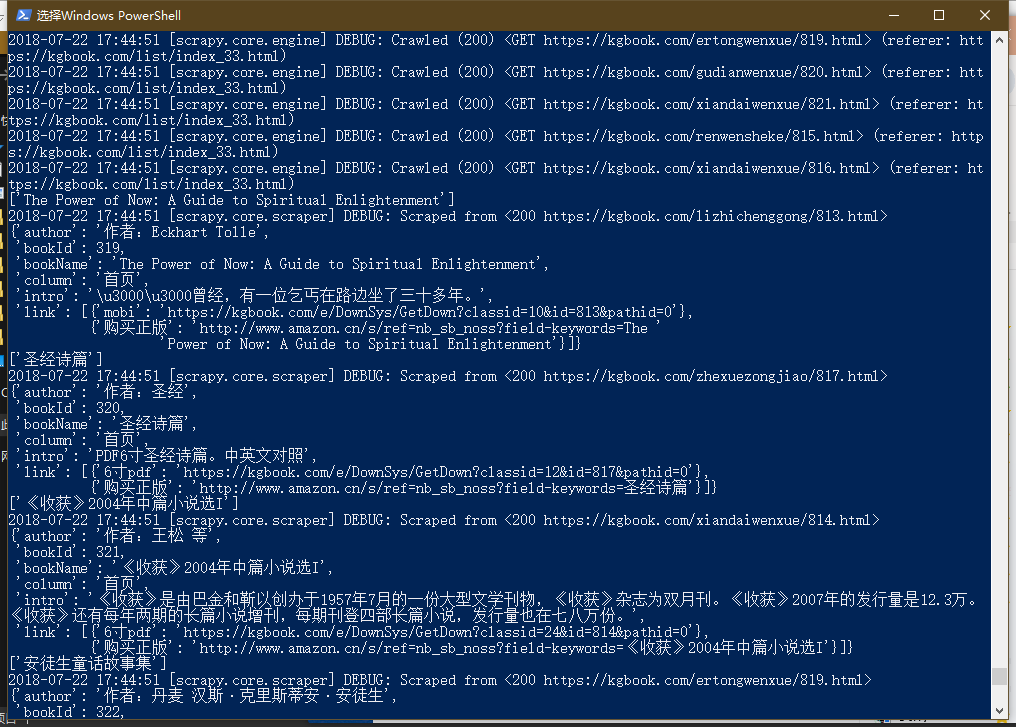 选择Windows PowerShell
2018-07-22 17:44:51 [scrapy.core.engine] DEBUG: Crawled (200) <GET https://kgbook.com/ertongwenxue/819.html> (referer: htt
ps://kgbook.com/list/index_33.html)
2018-07-22 17:44:51 [scrapy.core.engine] DEBUG: Crawled (200) <GET https://kgbook.com/gudianwenxue/820.html> (referer: htt
ps://kgbook.com/list/index_33.html)
2018-07-22 17:44:51 [scrapy.core.engine] DEBUG: Crawled (200) <GET https://kgbook.com/xiandaiwenxue/821.html> (referer: ht
tps://kgbook.com/list/index_33.html)
2018-07-22 17:44:51 [scrapy.core.engine] DEBUG: Crawled (200) <GET https://kgbook.com/renwensheke/815.html> (referer: http
s://kgbook.com/list/index_33.html)
2018-07-22 17:44:51 [scrapy.core.engine] DEBUG: Crawled (200) <GET https://kgbook.com/xiandaiwenxue/816.html> (referer: ht
tps://kgbook.com/list/index_33.html)
['The Power of Now: A Guide to Spiritual Enlightenment']
2018-07-22 17:44:51 [scrapy.core.scraper] DEBUG: Scraped from <200 https://kgbook.com/lizhichenggong/813.html>
{'author': '作者：Eckhart Tolle',
 'bookId': 319,
 'bookName': 'The Power of Now: A Guide to Spiritual Enlightenment',
 'column': '首页',
 'intro': '\u3000\u3000曾经，有一位乞丐在路边坐了三十多年。',
 'link': [{'mobi': 'https://kgbook.com/e/DownSys/GetDown?classid=10&id=813&pathid=0'},
          {'购买正版': 'http://www.amazon.cn/s/ref=nb_sb_noss?field-keywords=The '
                   'Power of Now: A Guide to Spiritual Enlightenment'}]}
['圣经诗篇']
2018-07-22 17:44:51 [scrapy.core.scraper] DEBUG: Scraped from <200 https://kgbook.com/zhexuezongjiao/817.html>
{'author': '作者：圣经',
 'bookId': 320,
 'bookName': '圣经诗篇',
 'column': '首页',
 'intro': 'PDF6寸圣经诗篇。中英文对照',
 'link': [{'6寸pdf': 'https://kgbook.com/e/DownSys/GetDown?classid=12&id=817&pathid=0'},
          {'购买正版': 'http://www.amazon.cn/s/ref=nb_sb_noss?field-keywords=圣经诗篇'}]}
['《收获》2004年中篇小说选I']
2018-07-22 17:44:51 [scrapy.core.scraper] DEBUG: Scraped from <200 https://kgbook.com/xiandaiwenxue/814.html>
{'author': '作者：王松 等',
 'bookId': 321,
 'bookName': '《收获》2004年中篇小说选I',
 'column': '首页',
 'intro': '《收获》是由巴金和靳以创办于1957年7月的一份大型文学刊物，《收获》杂志为双月刊。《收获》2007年的发行量是12.3万。
《收获》还有每年两期的长篇小说增刊，每期刊登四部长篇小说，发行量也在七八万份。',
 'link': [{'6寸pdf': 'https://kgbook.com/e/DownSys/GetDown?classid=24&id=814&pathid=0'},
          {'购买正版': 'http://www.amazon.cn/s/ref=nb_sb_noss?field-keywords=《收获》2004年中篇小说选I'}]}
['安徒生童话故事集']
2018-07-22 17:44:51 [scrapy.core.scraper] DEBUG: Scraped from <200 https://kgbook.com/ertongwenxue/819.html>
{'author': '作者：丹麦 汉斯·克里斯蒂安·安徒生',
 'bookId': 322,